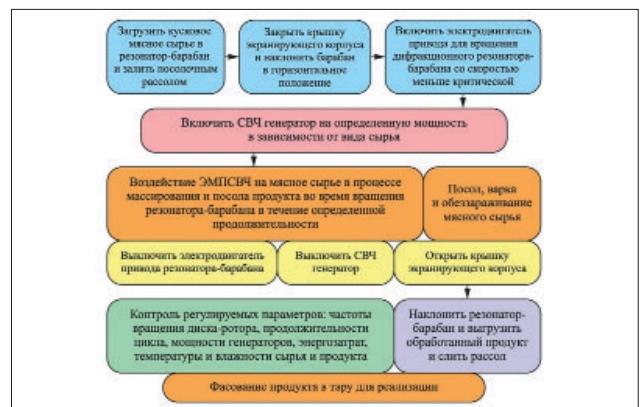 Загрузить кусковое
мясное сырье в
резонатор-барабан
и залить посолочным
рассолом
Закрыть крышку
экранирующего корпуса
и наклонить барабан
в горизонтальное
положение
Включить электродвигатель
привода для вращения
дифракционного резонатора-
барабана со скоростью
меньше критической
Включить СВЧ генератор на определенную мощность
в зависимости от вида сырья
Воздействие ЭМПСВЧ на мясное сырье в процессе
массирования и посола продукта во время вращения
резонатора-барабана в течение определенной
продолжительности
Посол, варка
и обеззараживание
мясного сырья
Выключить электродвигатель
привода резонатора-барабана
Выключить СВЧ
генератор
Открыть крышку
экранирующего корпуса
Контроль регулируемых параметров: частоты
вращения диска-ротора, продолжительности
цикла, мощности генераторов, энергозатрат,
температуры и влажности сырья и продукта
Наклонить резонатор-
барабан и выгрузить
обработанный продукт
и слить рассол
Фасование продукта в тару для реализации